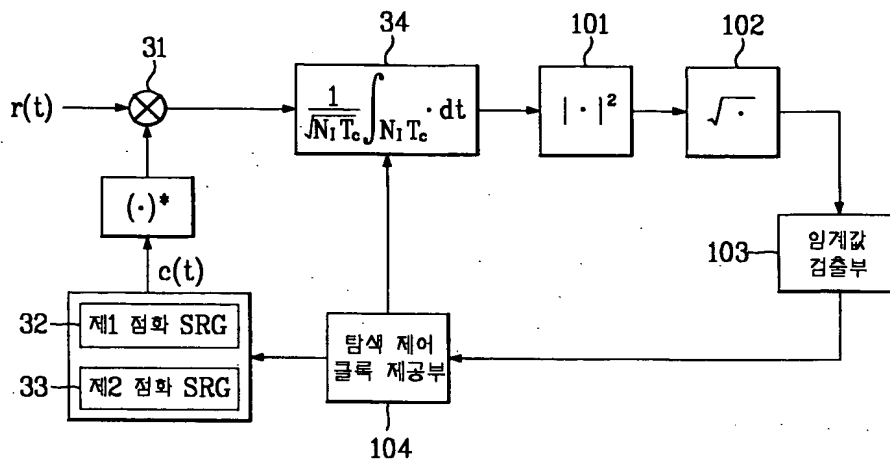 31
34
101
102
r(t)
1/√(N_I T_c) ∫_{N_I T_c} · dt
| · |²
√·
(·)*
c(t)
103
임계값
검출부
32
제1 점화 SRG
33
제2 점화 SRG
탐색 제어
클록 제공부
104